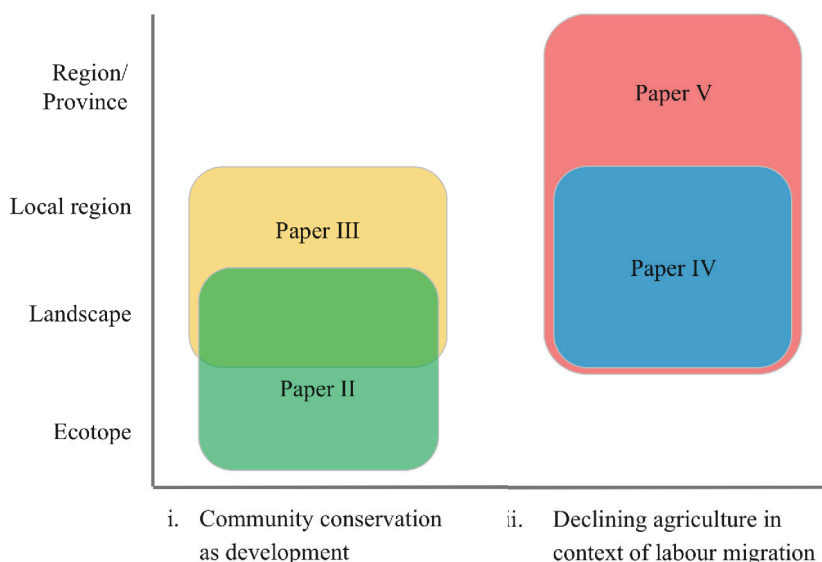 Region/
Province
Paper V
Local region
Paper III
Paper IV
Landscape
Paper II
Ecotope
i. Community conservation
as development
ii. Declining agriculture in
context of labour migration